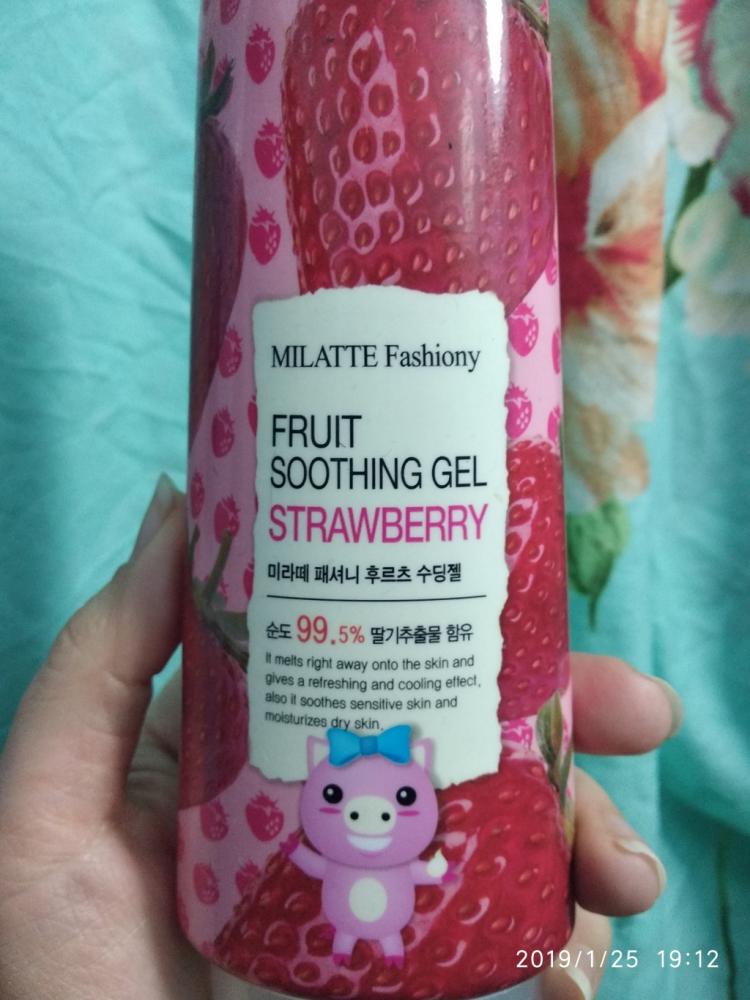 MILATTE Fashiony
FRUIT
SOOTHING GEL
STRAWBERRY
미라떼 패셔니 후르츠 수딩젤
순도 99.5% 딸기추출물 함유
It melts right away onto the skin and
gives a refreshing and cooling effect,
also it soothes sensitive skin and
moisturizes dry skin.
2019/1/25 19:12